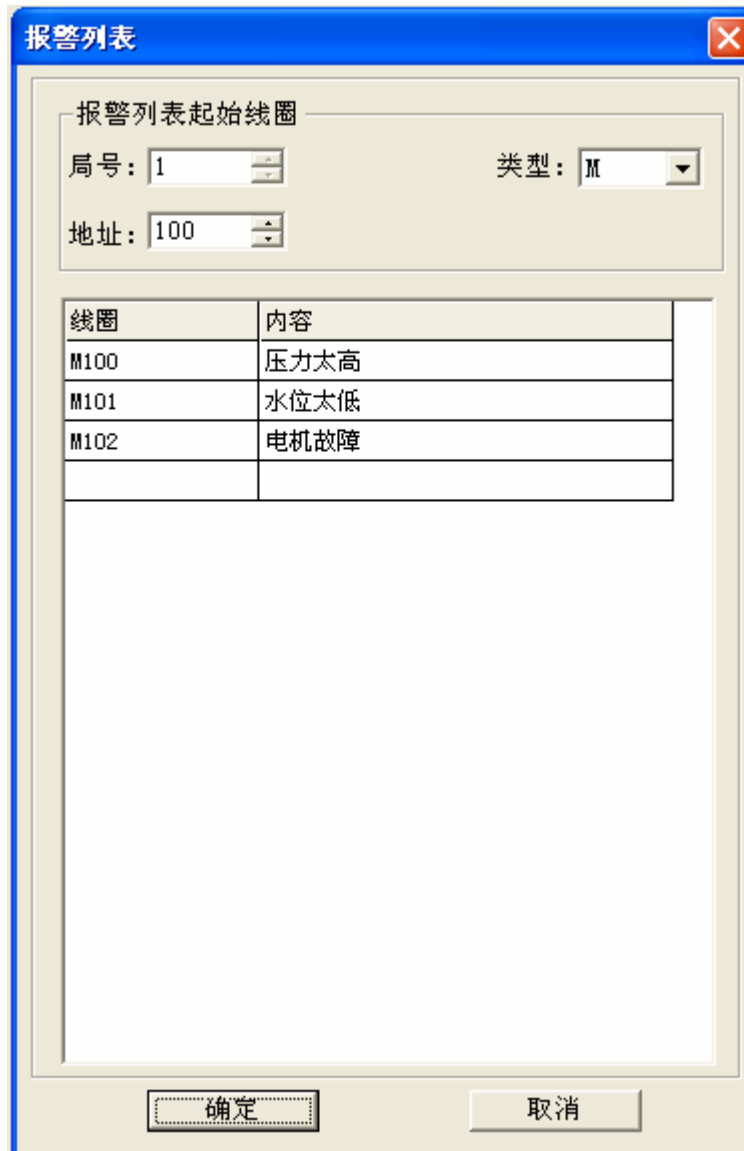 报警列表
报警列表起始线圈
局号: 1 类型: M
地址: 100
线圈 内容
M100 压力太高
M101 水位太低
M102 电机故障
确定 取消